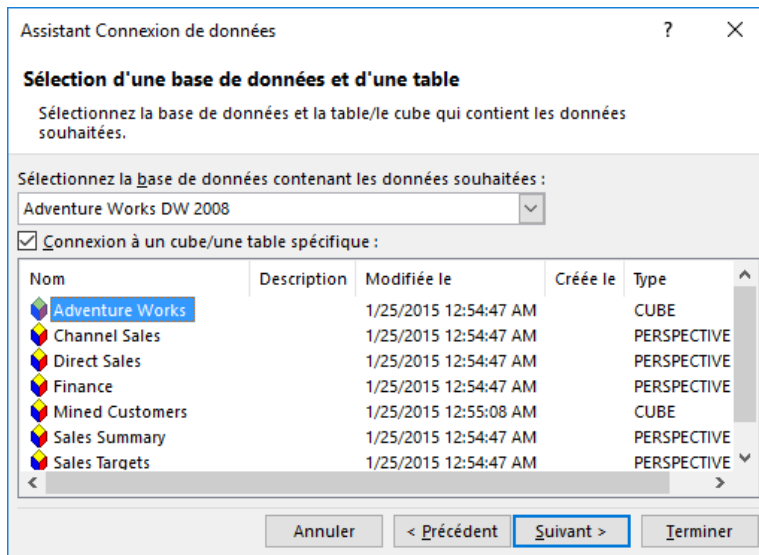 Assistant Connexion de données ? ×
Sélection d'une base de données et d'une table
Sélectionnez la base de données et la table/le cube qui contient les données
souhaitées.
Sélectionnez la base de données contenant les données souhaitées :
Adventure Works DW 2008
Connexion à un cube/une table spécifique :
Nom Description Modifiée le Créée le Type
Adventure Works 1/25/2015 12:54:47 AM CUBE
Channel Sales 1/25/2015 12:54:47 AM PERSPECTIVE
Direct Sales 1/25/2015 12:54:47 AM PERSPECTIVE
Finance 1/25/2015 12:54:47 AM PERSPECTIVE
Mined Customers 1/25/2015 12:55:08 AM CUBE
Sales Summary 1/25/2015 12:54:47 AM PERSPECTIVE
Sales Targets 1/25/2015 12:54:47 AM PERSPECTIVE
Annuler < Précédent Suivant > Terminer